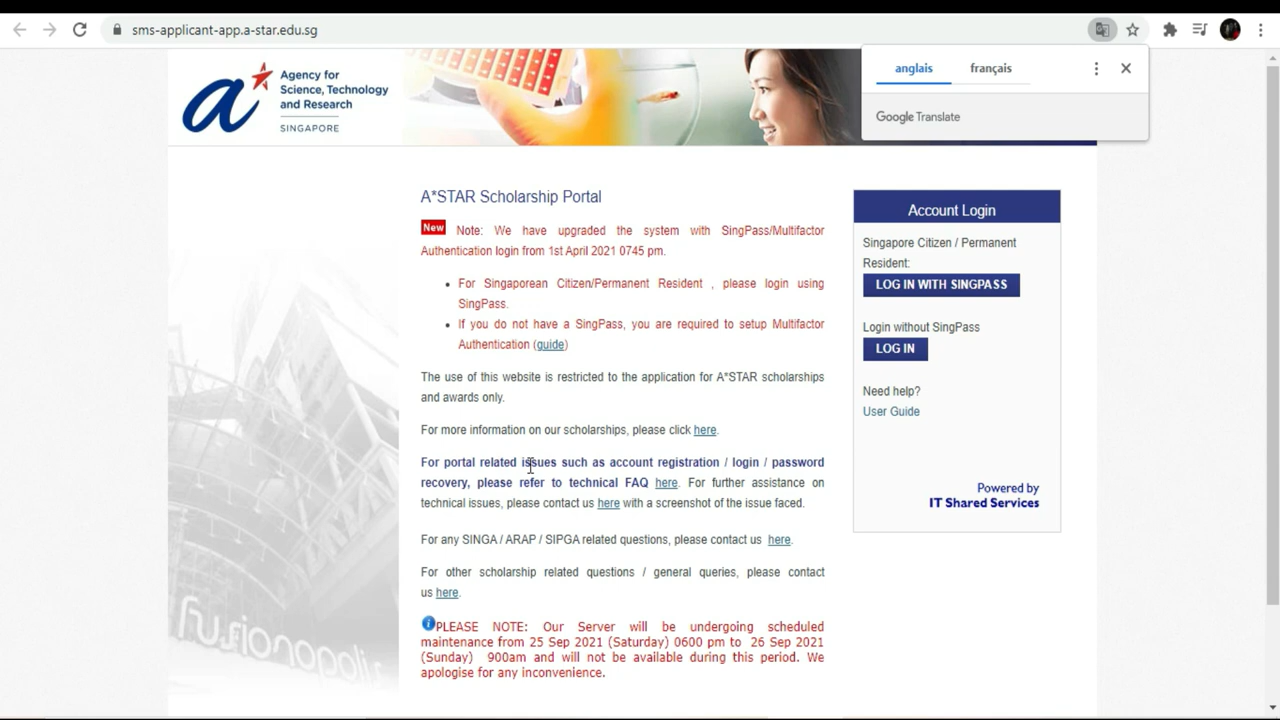 sms-applicant-app.a-star.edu.sg
anglais français
Google Translate
Agency for
Science, Technology
and Research
SINGAPORE
A*STAR Scholarship Portal
New Note: We have upgraded the system with SingPass/Multifactor
Authentication login from 1st April 2021 0745 pm.
• For Singaporean Citizen/Permanent Resident , please login using
SingPass.
• If you do not have a SingPass, you are required to setup Multifactor
Authentication (guide)
The use of this website is restricted to the application for A*STAR scholarships
and awards only.
For more information on our scholarships, please click here.
For portal related issues such as account registration / login / password
recovery, please refer to technical FAQ here. For further assistance on
technical issues, please contact us here with a screenshot of the issue faced.
For any SINGA / ARAP / SIPGA related questions, please contact us here.
For other scholarship related questions / general queries, please contact
us here.
PLEASE NOTE: Our Server will be undergoing scheduled
maintenance from 25 Sep 2021 (Saturday) 0600 pm to 26 Sep 2021
(Sunday) 900am and will not be available during this period. We
apologise for any inconvenience.
Account Login
Singapore Citizen / Permanent
Resident:
LOG IN WITH SINGPASS
Login without SingPass
LOG IN
Need help?
User Guide
Powered by
IT Shared Services
fusionopolis